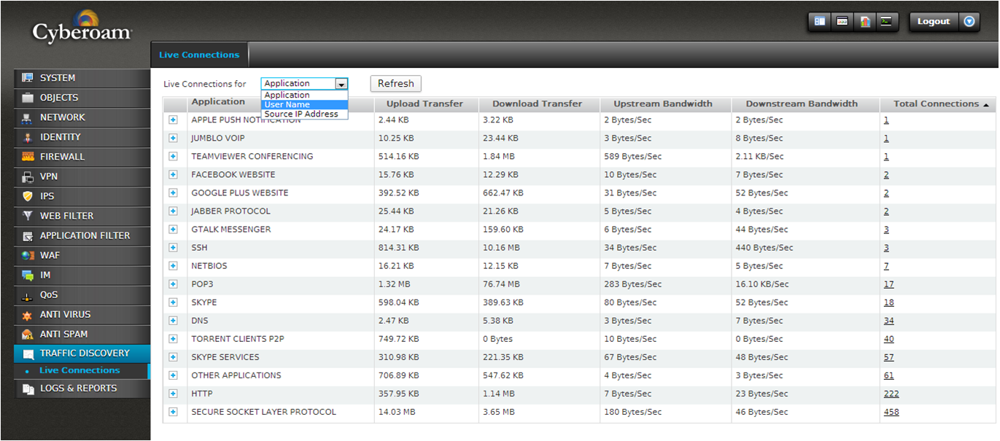 Cyberoam
Logout
Live Connections
SYSTEM
OBJECTS
NETWORK
IDENTITY
FIREWALL
VPN
IPS
WEB FILTER
APPLICATION FILTER
WAF
IM
QoS
ANTI VIRUS
ANTI SPAM
TRAFFIC DISCOVERY
Live Connections
LOGS & REPORTS
Live Connections for Application Refresh
Application
User Name
Source IP Address
Application Upload Transfer Download Transfer Upstream Bandwidth Downstream Bandwidth Total Connections
APPLE PUSH NOTIFICATION 2.44 KB 3.22 KB 2 Bytes/Sec 2 Bytes/Sec 1
JUMBLO VOIP 10.25 KB 23.44 KB 3 Bytes/Sec 8 Bytes/Sec 1
TEAMVIEWER CONFERENCING 514.16 KB 1.84 MB 589 Bytes/Sec 2.11 KB/Sec 1
FACEBOOK WEBSITE 15.76 KB 12.29 KB 10 Bytes/Sec 7 Bytes/Sec 2
GOOGLE PLUS WEBSITE 392.52 KB 662.47 KB 31 Bytes/Sec 52 Bytes/Sec 2
JABBER PROTOCOL 25.44 KB 21.26 KB 5 Bytes/Sec 4 Bytes/Sec 2
GTALK MESSENGER 24.17 KB 159.60 KB 6 Bytes/Sec 44 Bytes/Sec 3
SSH 814.31 KB 10.16 MB 34 Bytes/Sec 440 Bytes/Sec 3
NETBIOS 16.21 KB 12.15 KB 7 Bytes/Sec 5 Bytes/Sec 7
POP3 1.32 MB 76.74 MB 283 Bytes/Sec 16.10 KB/Sec 17
SKYPE 598.04 KB 389.63 KB 80 Bytes/Sec 52 Bytes/Sec 18
DNS 2.47 KB 5.38 KB 3 Bytes/Sec 7 Bytes/Sec 34
TORRENT CLIENTS P2P 749.72 KB 0 Bytes 10 Bytes/Sec 0 Bytes/Sec 40
SKYPE SERVICES 310.98 KB 221.35 KB 67 Bytes/Sec 48 Bytes/Sec 57
OTHER APPLICATIONS 706.89 KB 547.62 KB 4 Bytes/Sec 3 Bytes/Sec 61
HTTP 357.95 KB 1.14 MB 7 Bytes/Sec 23 Bytes/Sec 222
SECURE SOCKET LAYER PROTOCOL 14.03 MB 3.65 MB 180 Bytes/Sec 46 Bytes/Sec 458